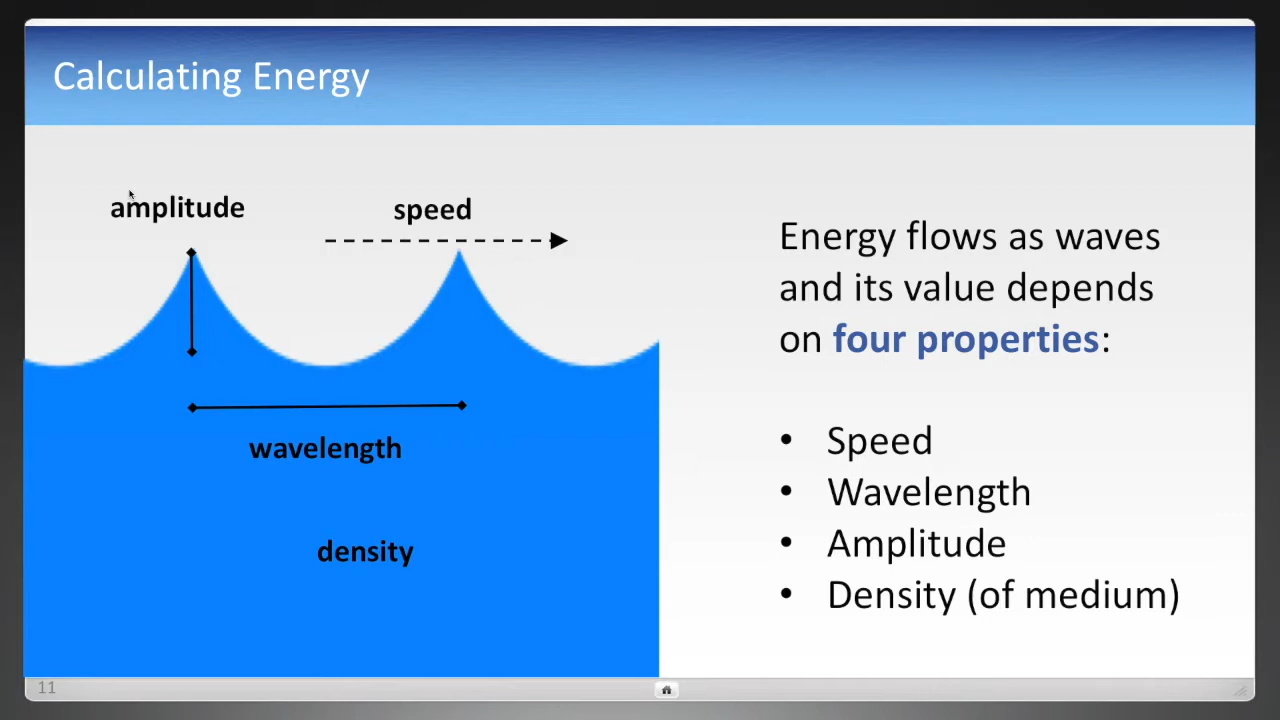 Calculating Energy
amplitude
speed
wavelength
density
Energy flows as waves
and its value depends
on four properties:
• Speed
• Wavelength
• Amplitude
• Density (of medium)
11